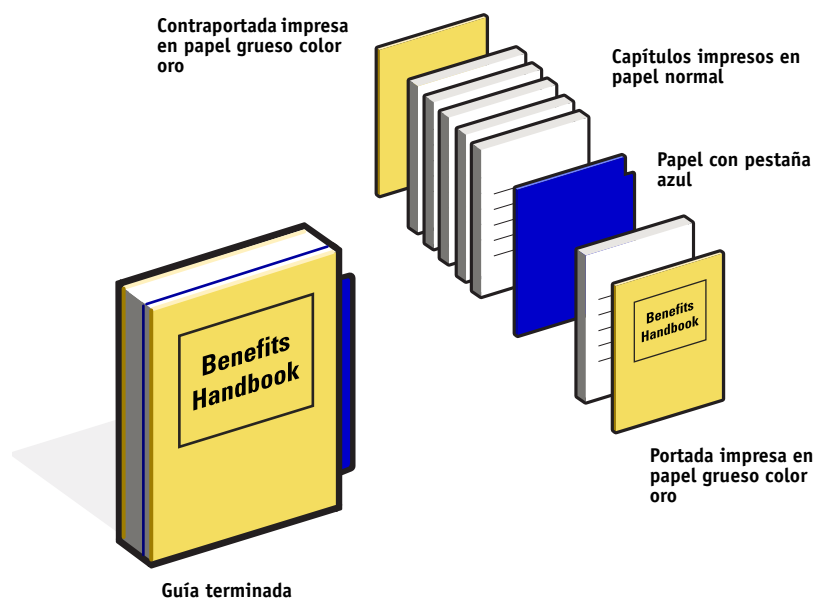 Contraportada impresa
en papel grueso color
oro
Capítulos impresos en
papel normal
Papel con pestaña
azul
Benefits
Handbook
Benefits
Handbook
Portada impresa en
papel grueso color
oro
Guía terminada